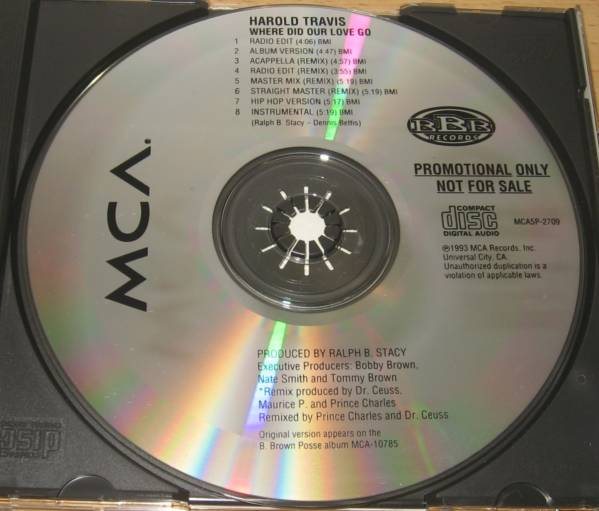 HAROLD TRAVIS
WHERE DID OUR LOVE GO
1 RADIO EDIT (4:06) BMI
2 ALBUM VERSION (4:47) BMI
3 ACAPPELLA (REMIX) (4:57) BMI
4 RADIO EDIT (REMIX) (3:55) BMI
5 MASTER MIX (REMIX) (5:19) BMI
6 STRAIGHT MASTER (REMIX) (5:19) BMI
7 HIP HOP VERSION (5:17) BMI
8 INSTRUMENTAL (5:19) BMI
(Ralph B. Stacy - Dennis Bettis)
MCA.
BBB
RECORDS
PROMOTIONAL ONLY
NOT FOR SALE
COMPACT
disc
DIGITAL AUDIO
MCA5P-2709
℗1993 MCA Records, Inc.
Universal City, CA.
Unauthorized duplication is a
violation of applicable laws.
PRODUCED BY RALPH B. STACY
Executive Producers: Bobby Brown,
Nate Smith and Tommy Brown
*Remix produced by Dr. Ceuss,
Maurice P. and Prince Charles
Remixed by Prince Charles and Dr. Ceuss
Original version appears on the
B. Brown Posse album MCA-10785
disc